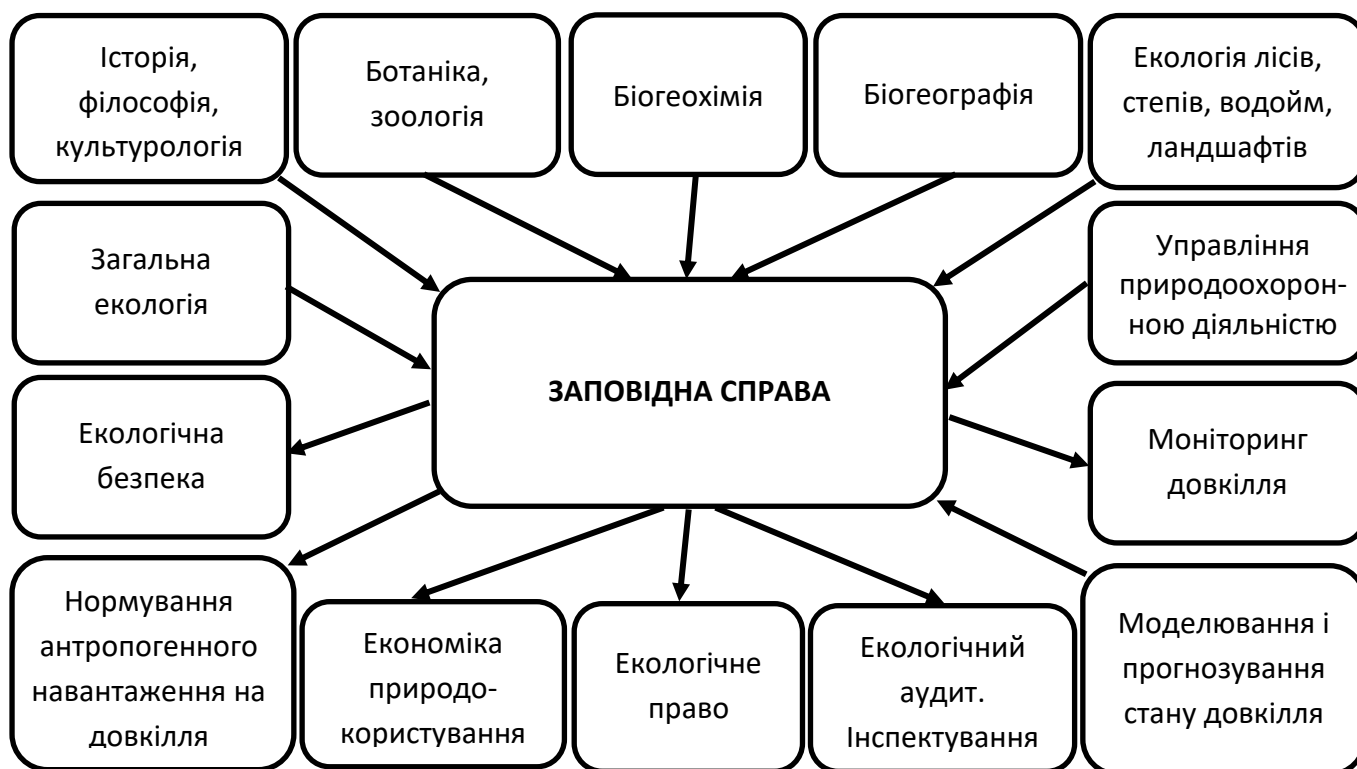 Історія,
філософія,
культурологія
Ботаніка,
зоологія
Біогеохімія
Біогеографія
Екологія лісів,
степів, водойм,
ландшафтів
Загальна
екологія
Управління
природоохорон-
ною діяльністю
ЗАПОВІДНА СПРАВА
Екологічна
безпека
Моніторинг
довкілля
Нормування
антропогенного
навантаження на
довкілля
Економіка
природо-
користування
Екологічне
право
Екологічний
аудит.
Інспектування
Моделювання і
прогнозування
стану довкілля